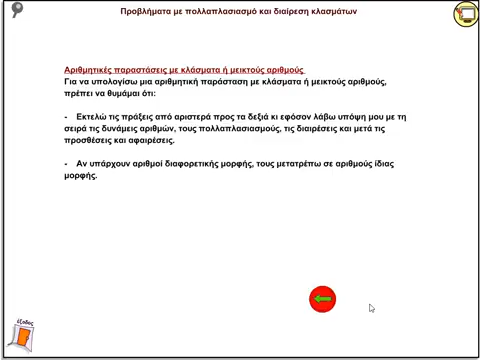 Προβλήματα με πολλαπλασιασμό και διαίρεση κλασμάτων
Αριθμητικές παραστάσεις με κλάσματα ή μεικτούς αριθμούς
Για να υπολογίσω μια αριθμητική παράσταση με κλάσματα ή μεικτούς αριθμούς,
πρέπει να θυμάμαι ότι:
- Εκτελώ τις πράξεις από αριστερά προς τα δεξιά κι εφόσον λάβω υπόψη μου με τη
σειρά τις δυνάμεις αριθμών, τους πολλαπλασιασμούς, τις διαιρέσεις και μετά τις
προσθέσεις και αφαιρέσεις.
- Αν υπάρχουν αριθμοί διαφορετικής μορφής, τους μετατρέπω σε αριθμούς ίδιας
μορφής.
έξοδος